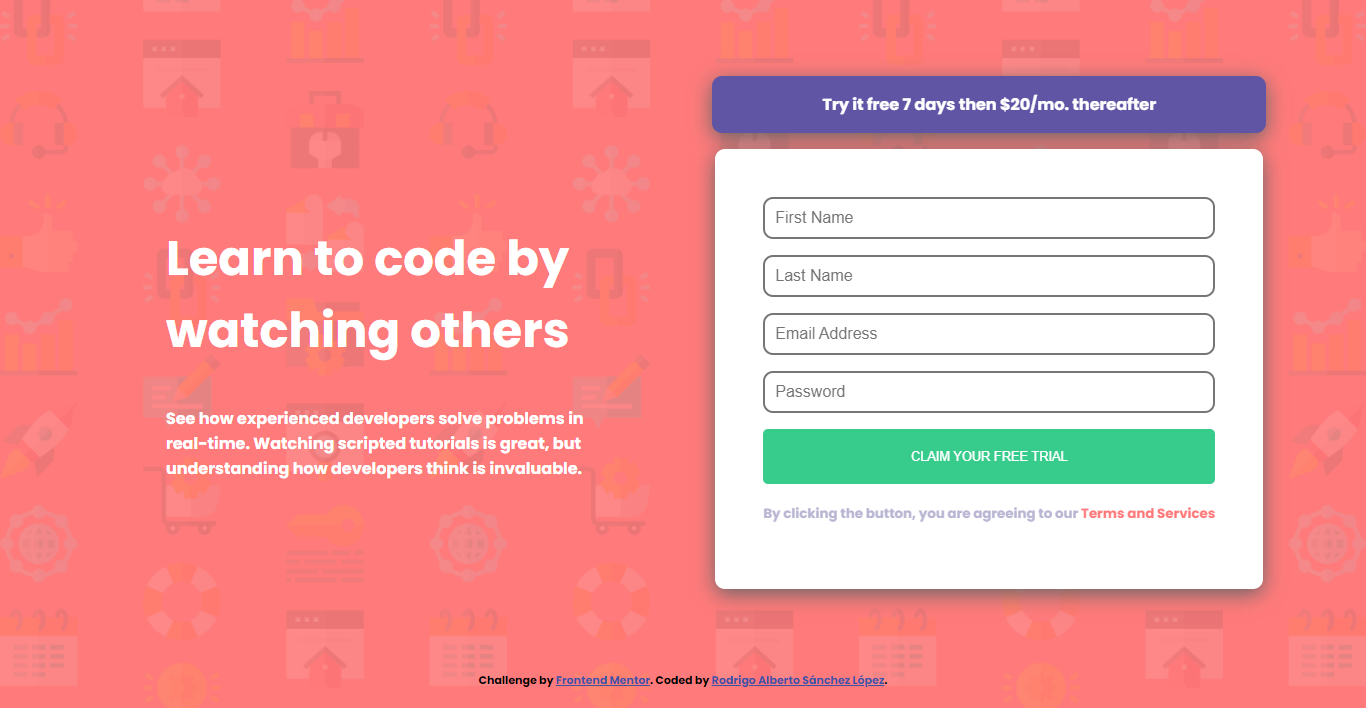 Learn to code by
watching others
See how experienced developers solve problems in
real-time. Watching scripted tutorials is great, but
understanding how developers think is invaluable.
Try it free 7 days then $20/mo. thereafter
First Name
Last Name
Email Address
Password
CLAIM YOUR FREE TRIAL
By clicking the button, you are agreeing to our Terms and Services
Challenge by Frontend Mentor. Coded by Rodrigo Alberto Sánchez López.